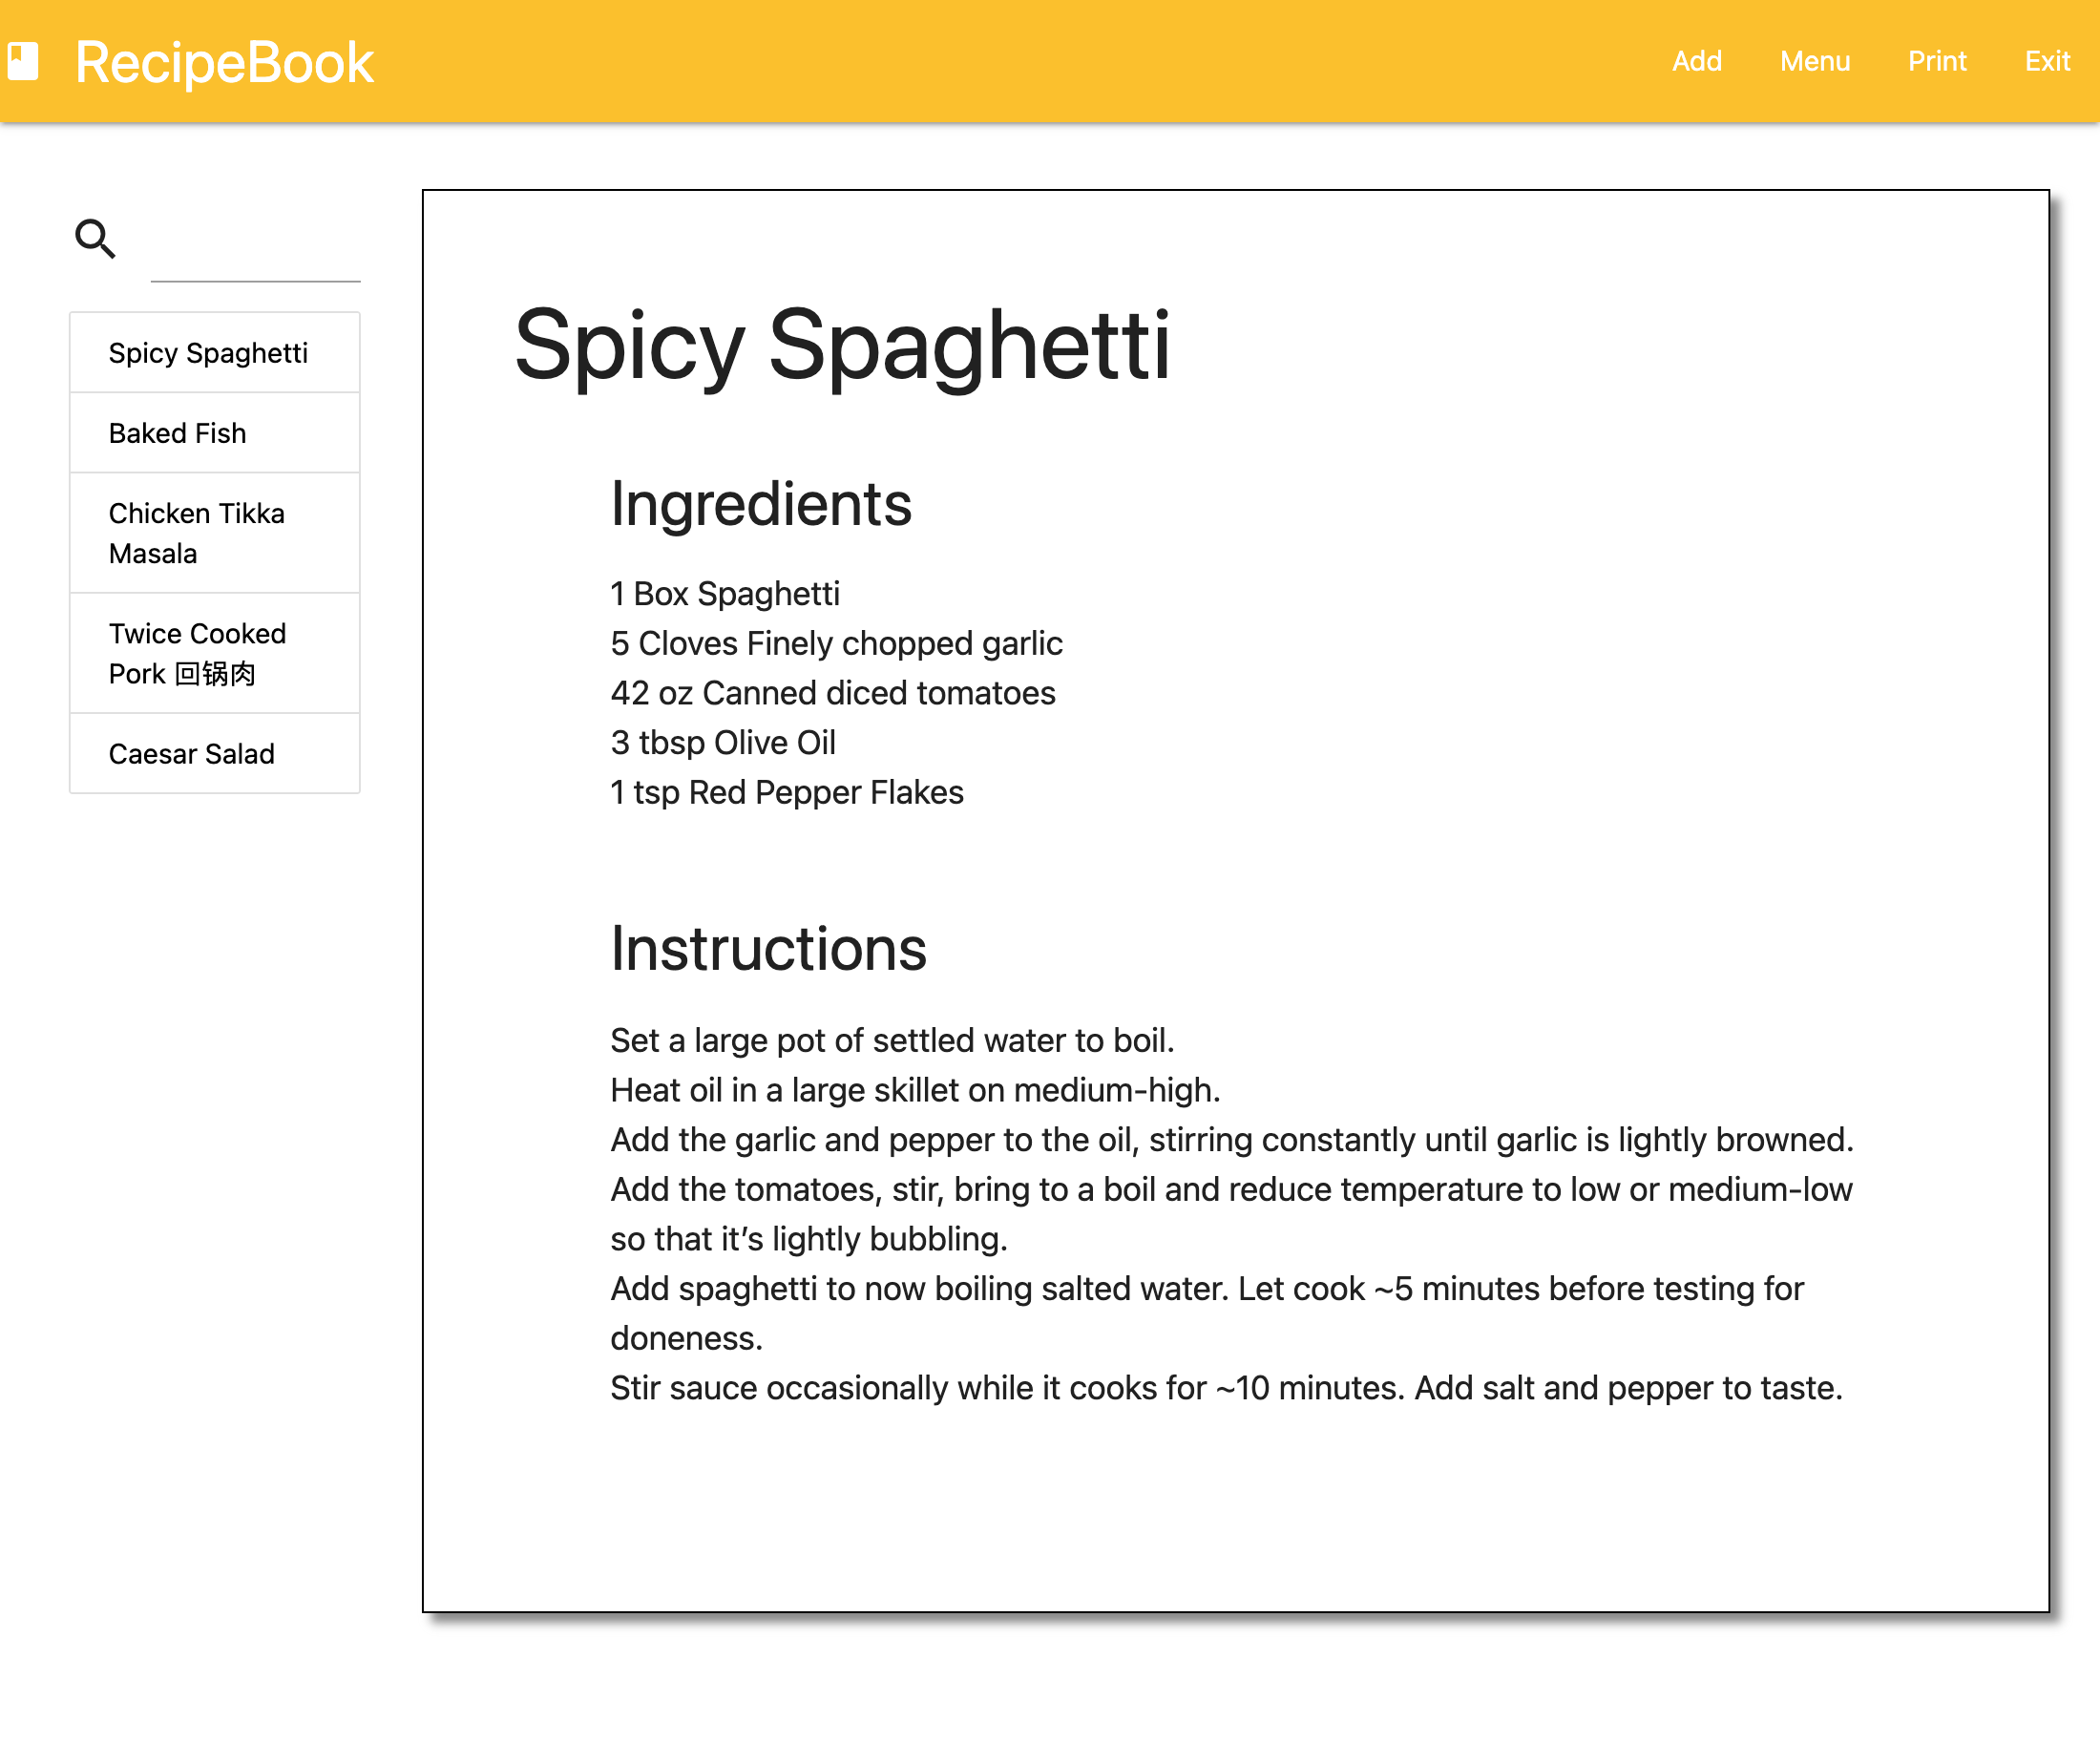 RecipeBook
Add
Menu
Print
Exit
Spicy Spaghetti
Baked Fish
Chicken Tikka
Masala
Twice Cooked
Pork 回锅肉
Caesar Salad
Spicy Spaghetti
Ingredients
1 Box Spaghetti
5 Cloves Finely chopped garlic
42 oz Canned diced tomatoes
3 tbsp Olive Oil
1 tsp Red Pepper Flakes
Instructions
Set a large pot of settled water to boil.
Heat oil in a large skillet on medium-high.
Add the garlic and pepper to the oil, stirring constantly until garlic is lightly browned.
Add the tomatoes, stir, bring to a boil and reduce temperature to low or medium-low
so that it’s lightly bubbling.
Add spaghetti to now boiling salted water. Let cook ~5 minutes before testing for
doneness.
Stir sauce occasionally while it cooks for ~10 minutes. Add salt and pepper to taste.